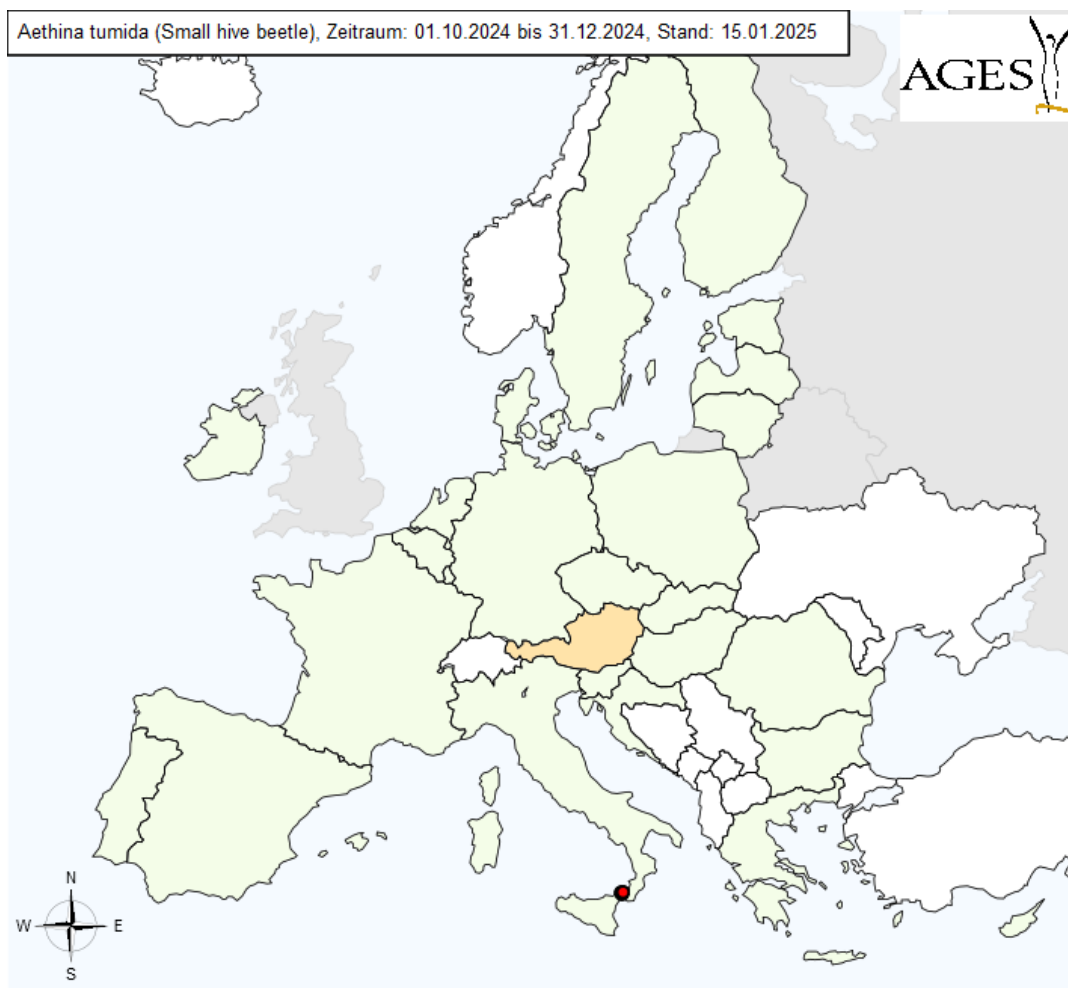 Aethina tumida (Small hive beetle), Zeitraum: 01.10.2024 bis 31.12.2024, Stand: 15.01.2025
AGES
N
W E
S